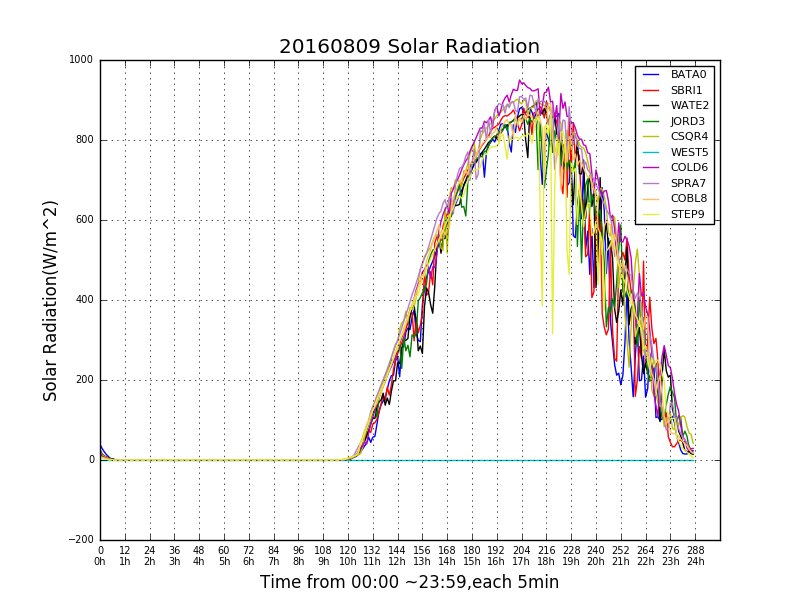 20160809 Solar Radiation
1000
800
600
400
200
0
−200
Solar Radiation(W/m^2)
BATA0
SBRI1
WATE2
JORD3
CSQR4
WEST5
COLD6
SPRA7
COBL8
STEP9
0 12 24 36 48 60 72 84 96 108 120 132 144 156 168 180 192 204 216 228 240 252 264 276 288
0h 1h 2h 3h 4h 5h 6h 7h 8h 9h 10h 11h 12h 13h 14h 15h 16h 17h 18h 19h 20h 21h 22h 23h 24h
Time from 00:00 ~23:59,each 5min